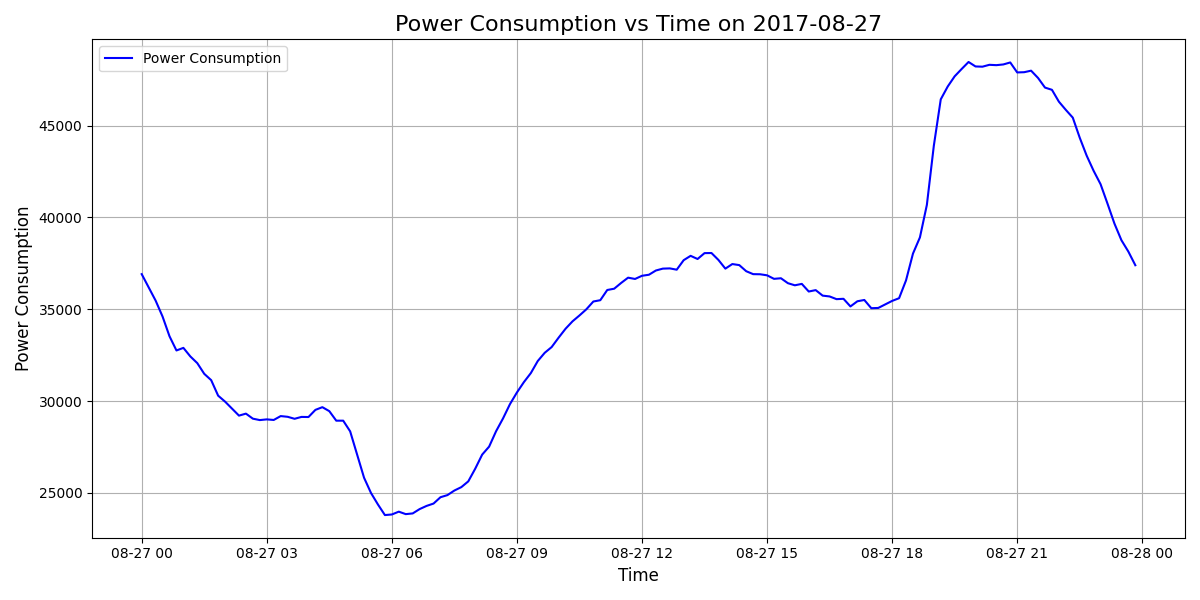 Power Consumption vs Time on 2017-08-27
Power Consumption
45000
40000
35000
30000
25000
Power Consumption
08-27 00 08-27 03 08-27 06 08-27 09 08-27 12 08-27 15 08-27 18 08-27 21 08-28 00
Time